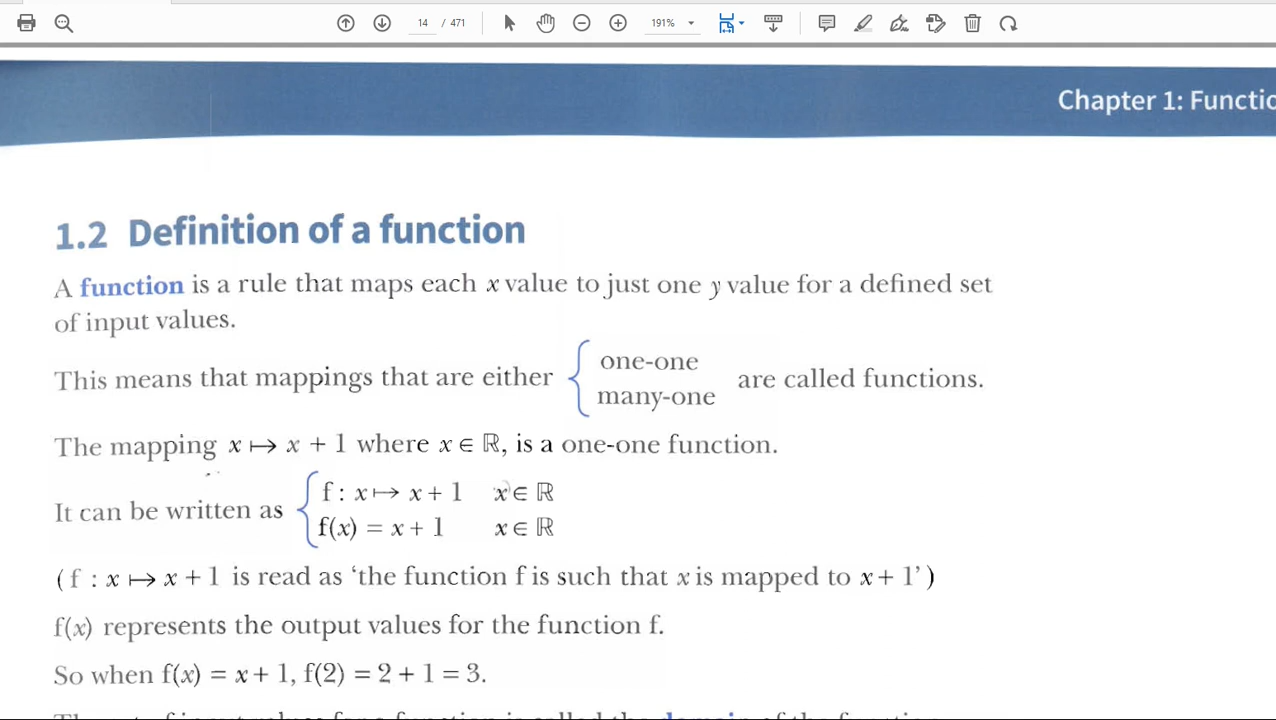 14 / 471 191%
Chapter 1: Functio
1.2 Definition of a function
A function is a rule that maps each x value to just one y value for a defined set
of input values.
This means that mappings that are either { one-one
many-one are called functions.
The mapping x ↦ x + 1 where x ∈ ℝ, is a one-one function.
It can be written as { f : x ↦ x + 1 x ∈ ℝ
f(x) = x + 1 x ∈ ℝ
(f : x ↦ x + 1 is read as ‘the function f is such that x is mapped to x + 1’)
f(x) represents the output values for the function f.
So when f(x) = x + 1, f(2) = 2 + 1 = 3.